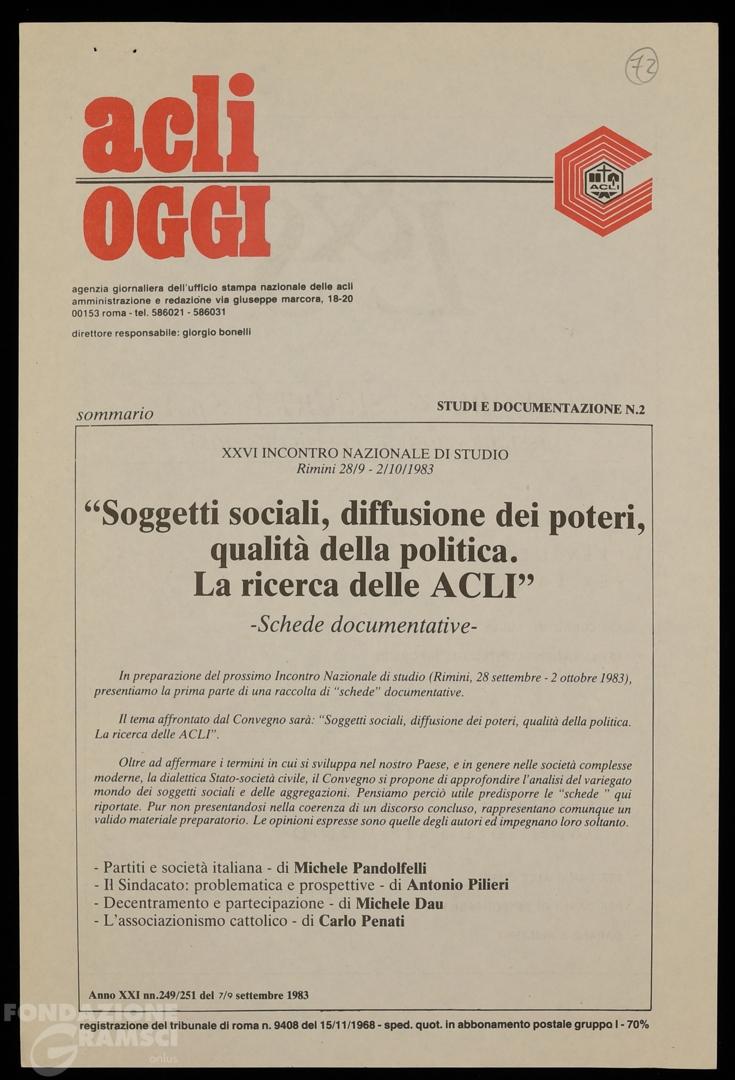 72
acli
OGGI
ACLI
agenzia giornaliera dell'ufficio stampa nazionale delle acli
amministrazione e redazione via giuseppe marcora, 18-20
00153 roma - tel. 586021 - 586031
direttore responsabile: giorgio bonelli
sommario
STUDI E DOCUMENTAZIONE N.2
XXVI INCONTRO NAZIONALE DI STUDIO
Rimini 28/9 - 2/10/1983
“Soggetti sociali, diffusione dei poteri,
qualità della politica.
La ricerca delle ACLI”
-Schede documentative-
In preparazione del prossimo Incontro Nazionale di studio (Rimini, 28 settembre - 2 ottobre 1983),
presentiamo la prima parte di una raccolta di “schede” documentative.
Il tema affrontato dal Convegno sarà: “Soggetti sociali, diffusione dei poteri, qualità della politica.
La ricerca delle ACLI”.
Oltre ad affermare i termini in cui si sviluppa nel nostro Paese, e in genere nelle società complesse
moderne, la dialettica Stato-società civile, il Convegno si propone di approfondire l'analisi del variegato
mondo dei soggetti sociali e delle aggregazioni. Pensiamo perciò utile predisporre le “schede ” qui
riportate. Pur non presentandosi nella coerenza di un discorso concluso, rappresentano comunque un
valido materiale preparatorio. Le opinioni espresse sono quelle degli autori ed impegnano loro soltanto.
- Partiti e società italiana - di Michele Pandolfelli
- Il Sindacato: problematica e prospettive - di Antonio Pilieri
- Decentramento e partecipazione - di Michele Dau
- L'associazionismo cattolico - di Carlo Penati
Anno XXI nn.249/251 del 7/9 settembre 1983
registrazione del tribunale di roma n. 9408 del 15/11/1968 - sped. quot. in abbonamento postale gruppo I - 70%
FONDAZIONE
GRAMSCI
onlus